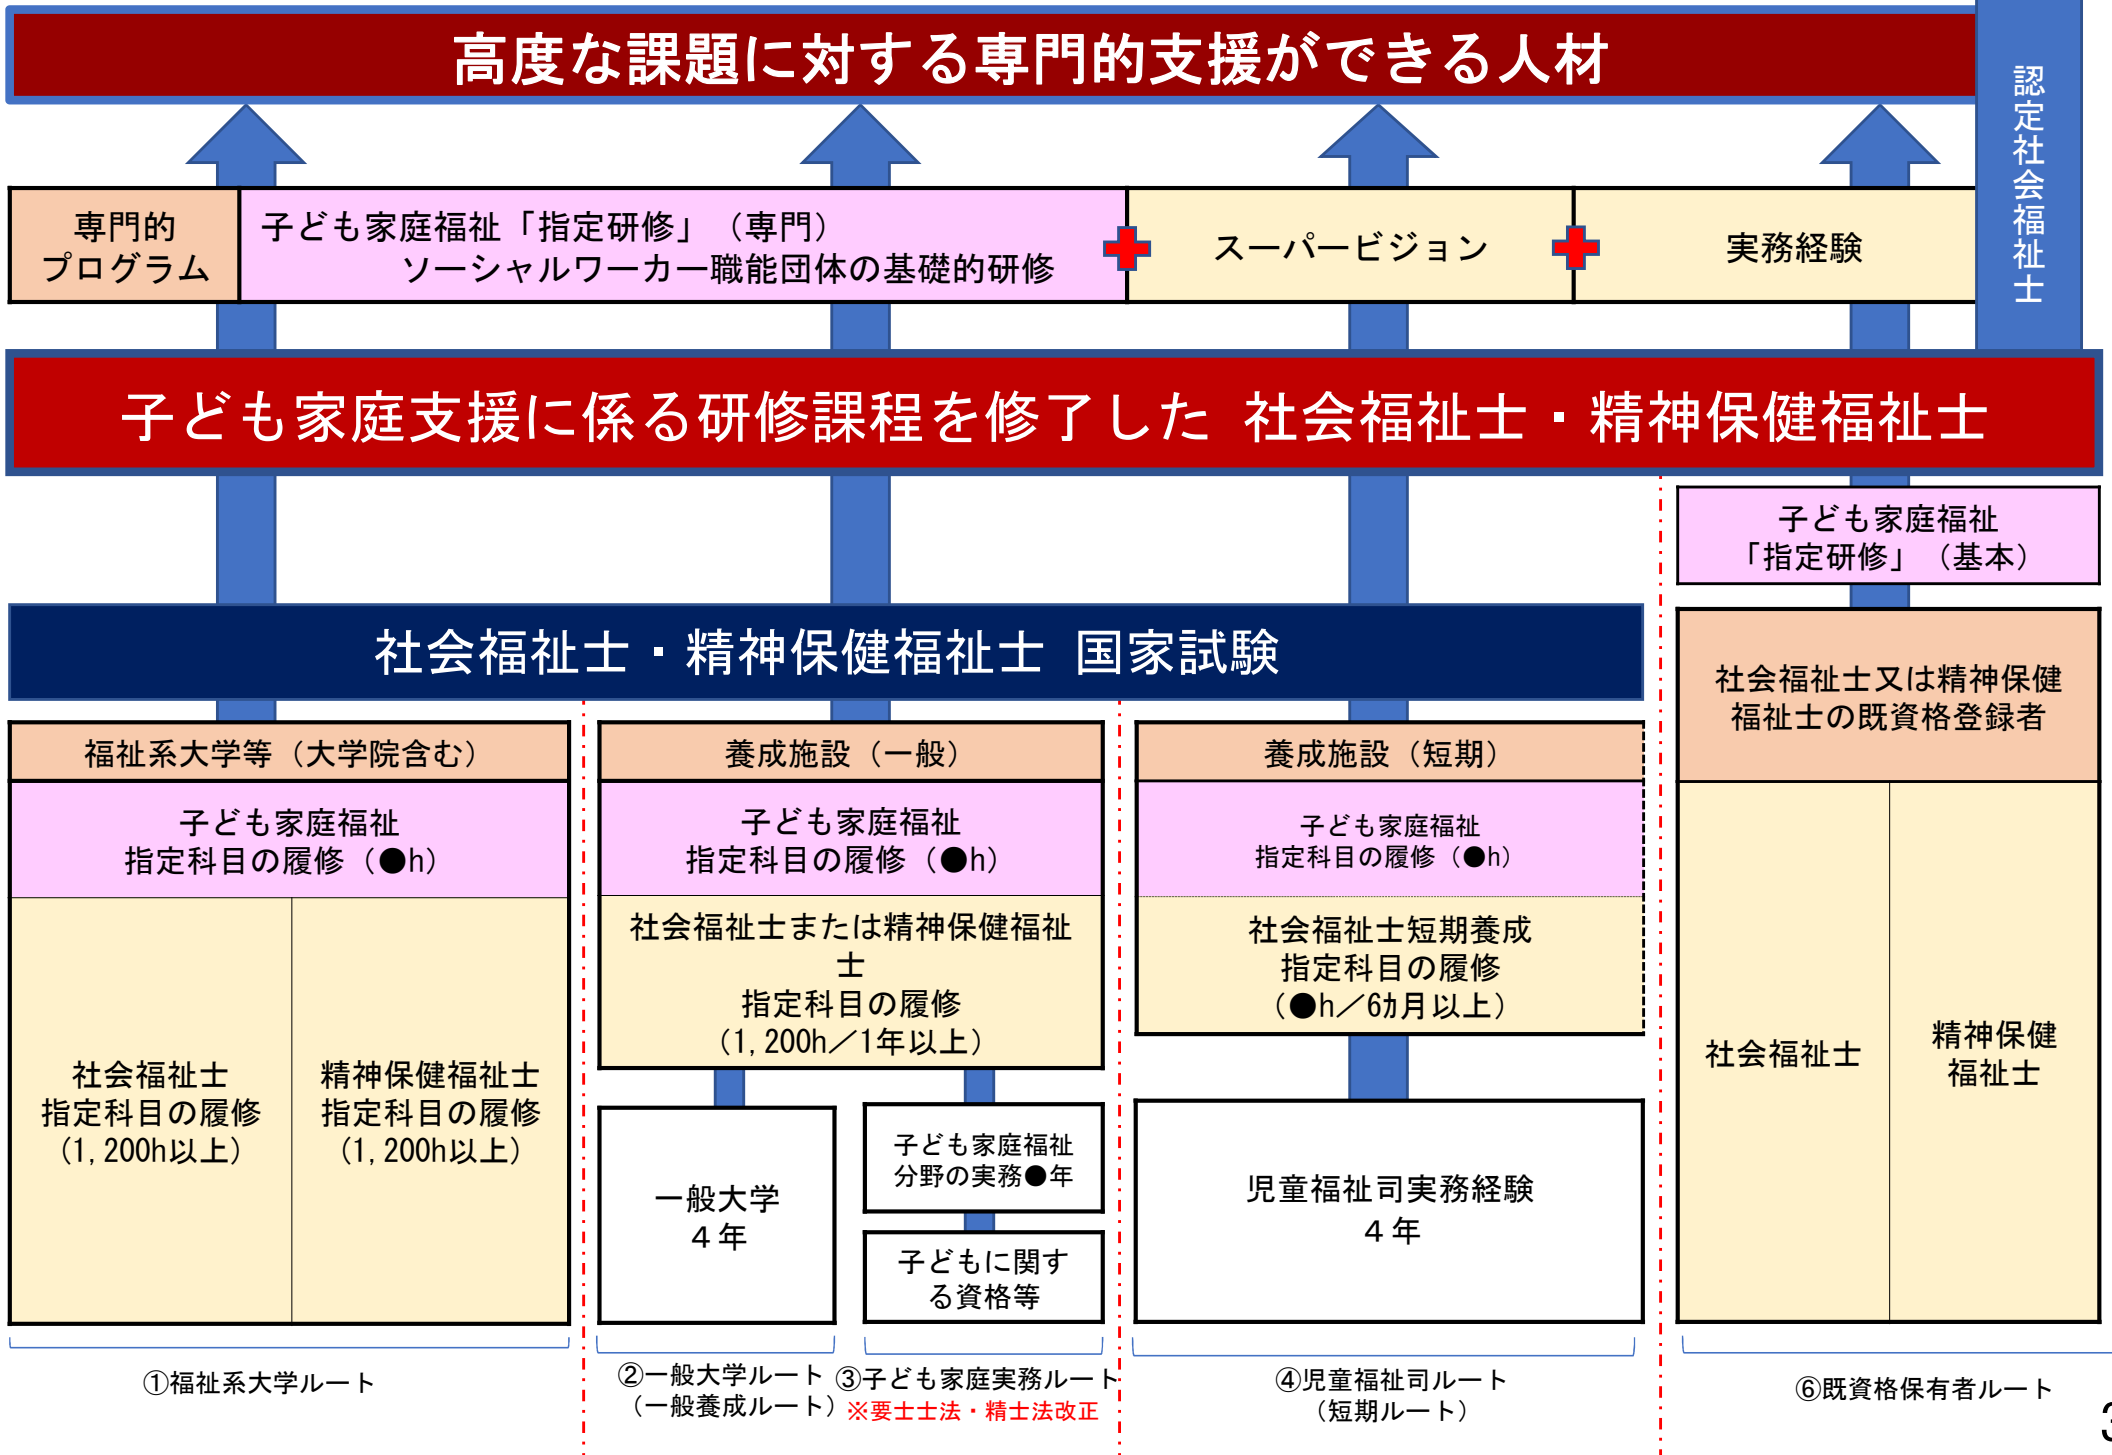 高度な課題に対する専門的支援ができる人材
認定社会福祉士
専門的
プログラム
子ども家庭福祉「指定研修」（専門）
ソーシャルワーカー職能団体の基礎的研修
スーパービジョン
実務経験
子ども家庭支援に係る研修課程を修了した 社会福祉士・精神保健福祉士
子ども家庭福祉
「指定研修」（基本）
社会福祉士・精神保健福祉士 国家試験
社会福祉士又は精神保健
福祉士の既資格登録者
福祉系大学等（大学院含む）
子ども家庭福祉
指定科目の履修（●h）
社会福祉士
指定科目の履修
（1,200h以上）
精神保健福祉士
指定科目の履修
（1,200h以上）
養成施設（一般）
子ども家庭福祉
指定科目の履修（●h）
社会福祉士または精神保健福祉
士
指定科目の履修
（1,200h／1年以上）
一般大学
４年
子ども家庭福祉
分野の実務●年
子どもに関す
る資格等
養成施設（短期）
子ども家庭福祉
指定科目の履修（●h）
社会福祉士短期養成
指定科目の履修
（●h／6ｶ月以上）
児童福祉司実務経験
４年
社会福祉士
精神保健
福祉士
①福祉系大学ルート
②一般大学ルート
（一般養成ルート）
③子ども家庭実務ルート
※要士士法・精士法改正
④児童福祉司ルート
（短期ルート）
⑥既資格保有者ルート